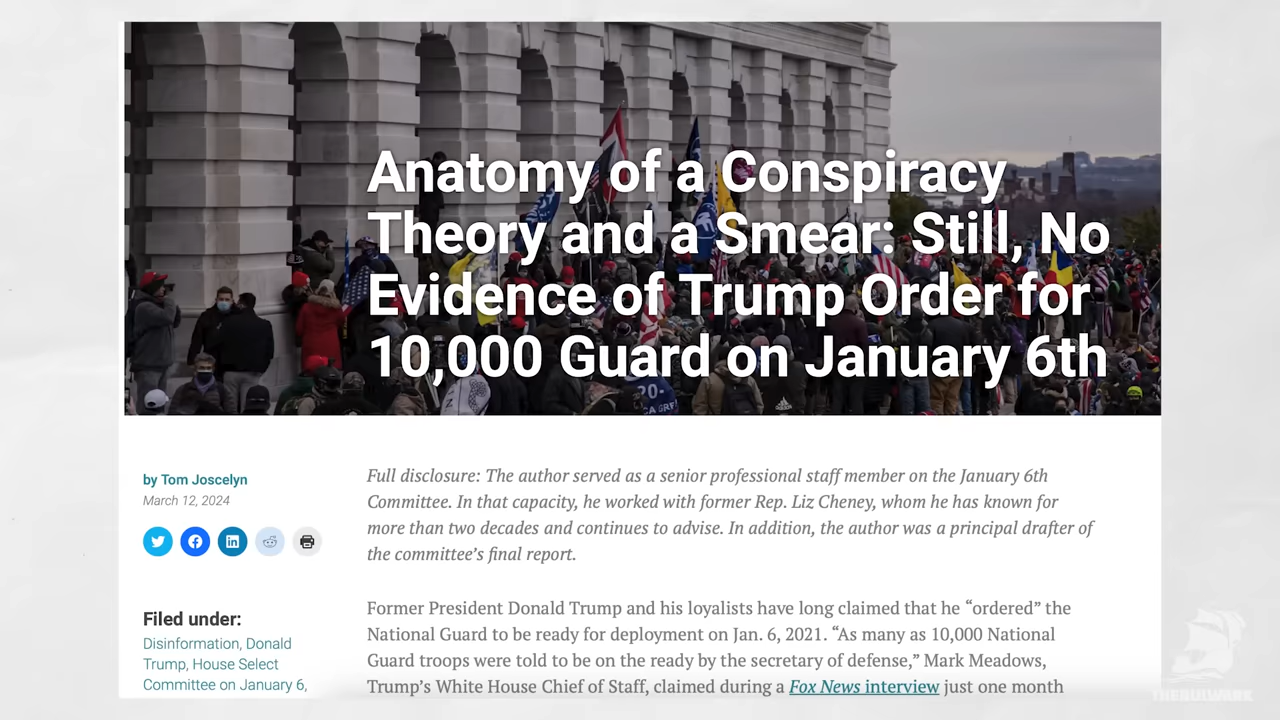 Anatomy of a Conspiracy
Theory and a Smear: Still, No
Evidence of Trump Order for
10,000 Guard on January 6th
by Tom Joscelyn
March 12, 2024
Filed under:
Disinformation, Donald
Trump, House Select
Committee on January 6,
Full disclosure: The author served as a senior professional staff member on the January 6th
Committee. In that capacity, he worked with former Rep. Liz Cheney, whom he has known for
more than two decades and continues to advise. In addition, the author was a principal drafter of
the committee’s final report.
Former President Donald Trump and his loyalists have long claimed that he “ordered” the
National Guard to be ready for deployment on Jan. 6, 2021. “As many as 10,000 National
Guard troops were told to be on the ready by the secretary of defense,” Mark Meadows,
Trump’s White House Chief of Staff, claimed during a Fox News interview just one month
THE BULWARK